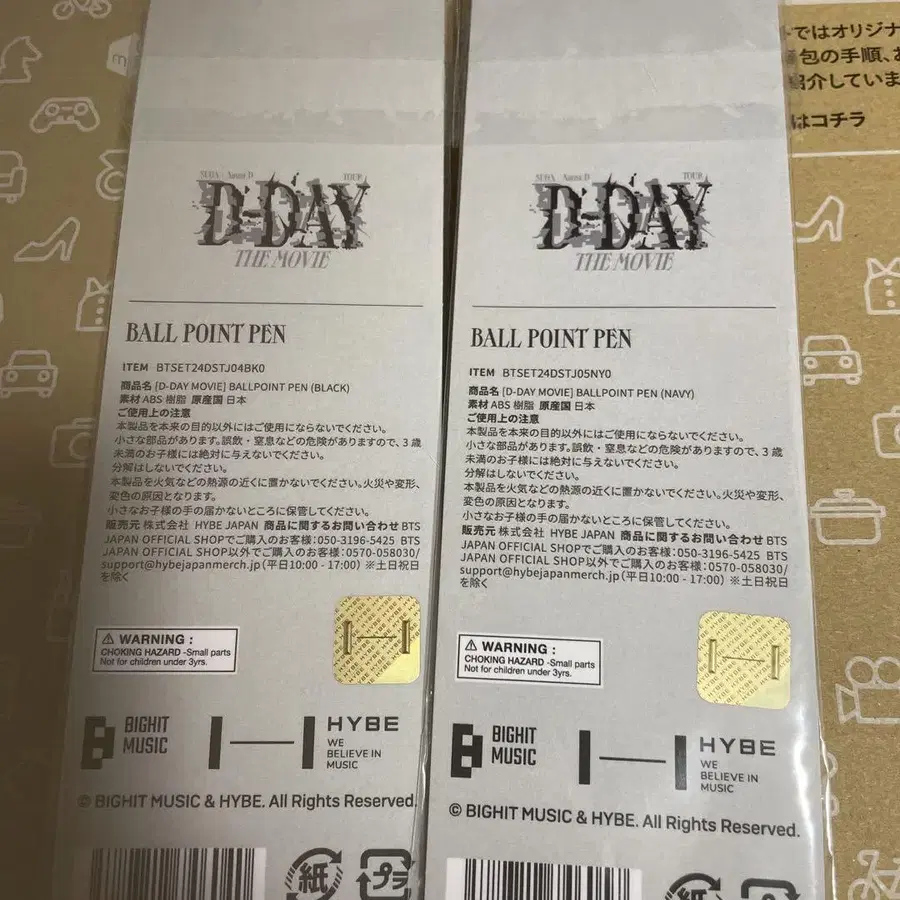 ではオリジナ
包の手順、お
紹介していま
はコチラ
SUGA | Agust D TOUR
D-DAY
THE MOVIE
BALL POINT PEN
ITEM BTSET24DSTJ04BK0
商品名 [D-DAY MOVIE] BALLPOINT PEN (BLACK)
素材 ABS 樹脂 原産国 日本
ご使用上の注意
本製品を本来の目的以外にはご使用にならないでください。
小さな部品があります。誤飲・窒息などの危険がありますので、3 歳
未満のお子様には絶対に与えないでください。
分解はしないでください。
本製品を火気などの熱源の近くに置かないでください。火災や変形、
変色の原因となります。
小さなお子様の手の届かないところに保管してください。
販売元 株式会社 HYBE JAPAN 商品に関するお問い合わせ BTS
JAPAN OFFICIAL SHOPでご購入のお客様:050-3196-5425 BTS
JAPAN OFFICIAL SHOP以外でご購入のお客様:0570-058030/
support@hybejapanmerch.jp(平日10:00 - 17:00) ※土日祝日
を除く
WARNING :
CHOKING HAZARD -Small parts
Not for children under 3yrs.
BIGHIT
MUSIC
HYBE
WE
BELIEVE IN
MUSIC
© BIGHIT MUSIC & HYBE. All Rights Reserved.
紙
プラ
SUGA | Agust D TOUR
D-DAY
THE MOVIE
BALL POINT PEN
ITEM BTSET24DSTJ05NY0
商品名 [D-DAY MOVIE] BALLPOINT PEN (NAVY)
素材 ABS 樹脂 原産国 日本
ご使用上の注意
本製品を本来の目的以外にはご使用にならないでください。
小さな部品があります。誤飲・窒息などの危険がありますので、3 歳
未満のお子様には絶対に与えないでください。
分解はしないでください。
本製品を火気などの熱源の近くに置かないでください。火災や変形、
変色の原因となります。
小さなお子様の手の届かないところに保管してください。
販売元 株式会社 HYBE JAPAN 商品に関するお問い合わせ BTS
JAPAN OFFICIAL SHOPでご購入のお客様:050-3196-5425 BTS
JAPAN OFFICIAL SHOP以外でご購入のお客様:0570-058030/
support@hybejapanmerch.jp(平日10:00 - 17:00) ※土日祝日
を除く
WARNING :
CHOKING HAZARD -Small parts
Not for children under 3yrs.
BIGHIT
MUSIC
HYBE
WE
BELIEVE IN
MUSIC
© BIGHIT MUSIC & HYBE. All Rights Reserved.